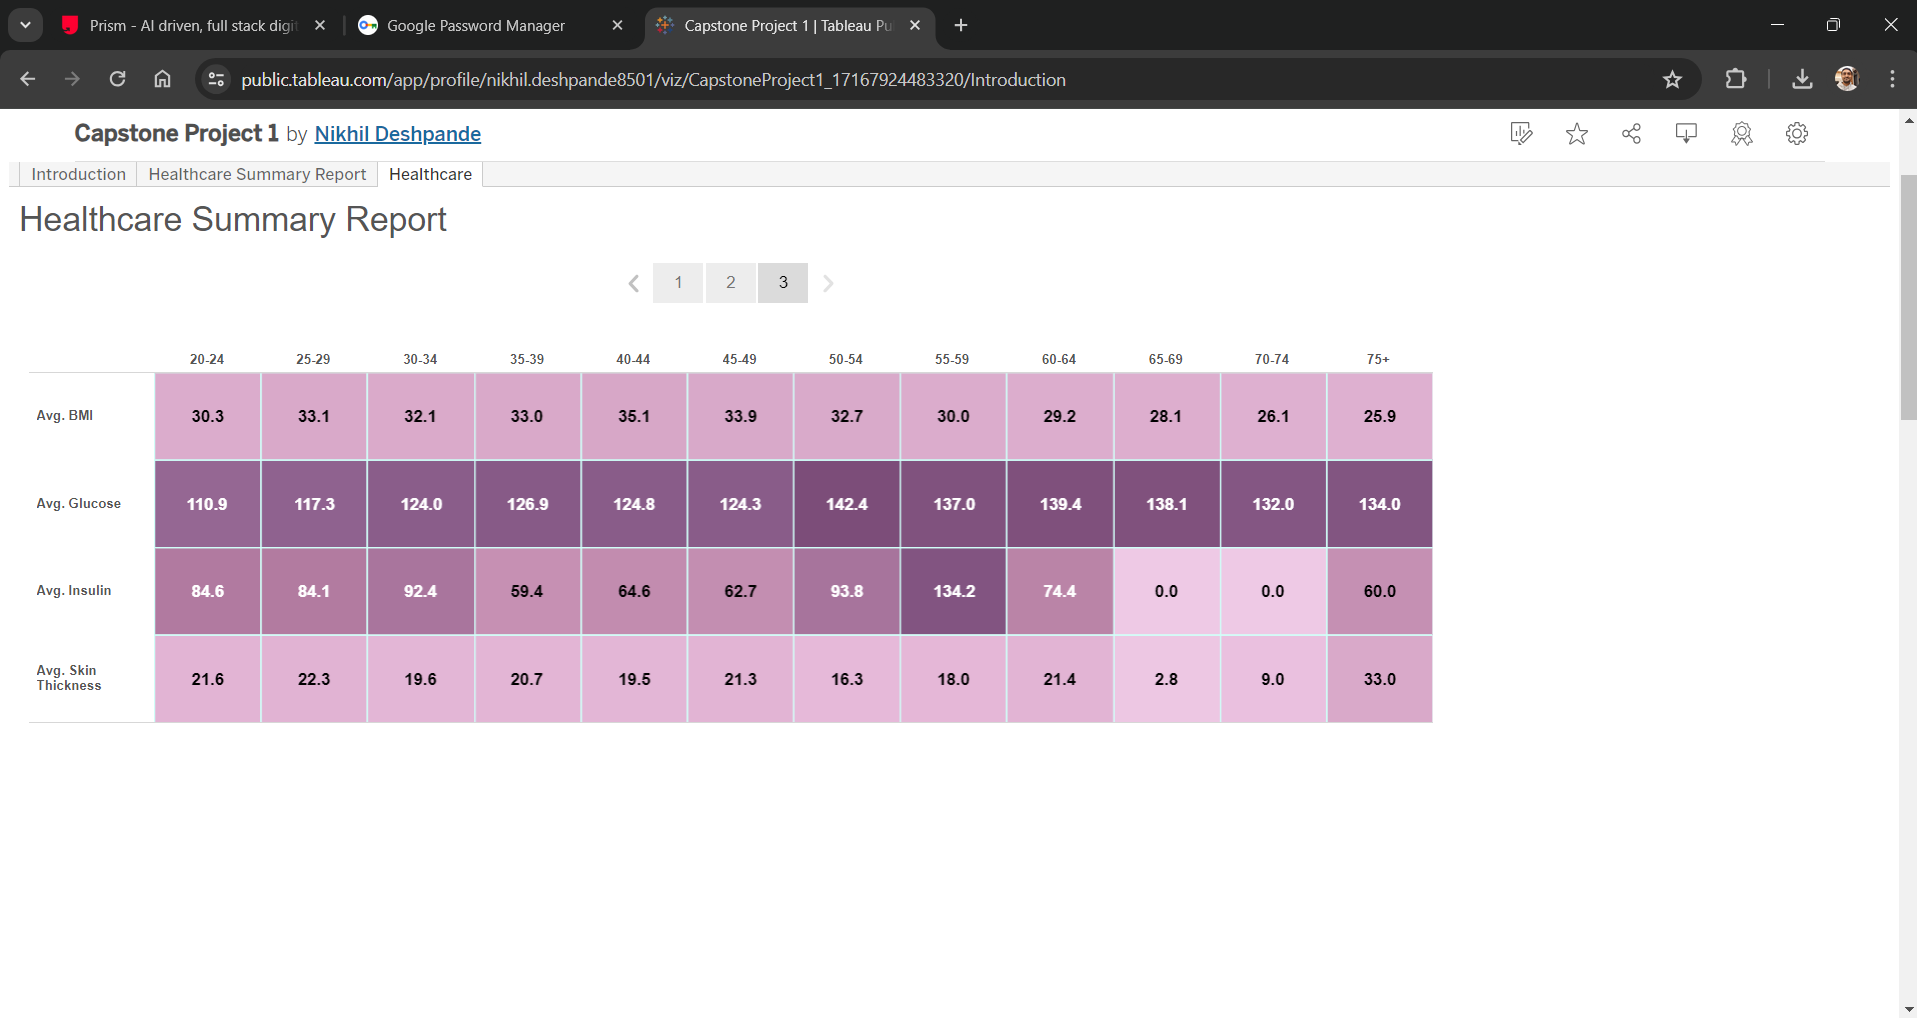 Prism - AI driven, full stack digit
Google Password Manager
Capstone Project 1 | Tableau Pu
public.tableau.com/app/profile/nikhil.deshpande8501/viz/CapstoneProject1_17167924483320/Introduction
Capstone Project 1 by Nikhil Deshpande
Introduction Healthcare Summary Report Healthcare
Healthcare Summary Report
1 2 3
20-24 25-29 30-34 35-39 40-44 45-49 50-54 55-59 60-64 65-69 70-74 75+
Avg. BMI 30.3 33.1 32.1 33.0 35.1 33.9 32.7 30.0 29.2 28.1 26.1 25.9
Avg. Glucose 110.9 117.3 124.0 126.9 124.8 124.3 142.4 137.0 139.4 138.1 132.0 134.0
Avg. Insulin 84.6 84.1 92.4 59.4 64.6 62.7 93.8 134.2 74.4 0.0 0.0 60.0
Avg. Skin
Thickness 21.6 22.3 19.6 20.7 19.5 21.3 16.3 18.0 21.4 2.8 9.0 33.0